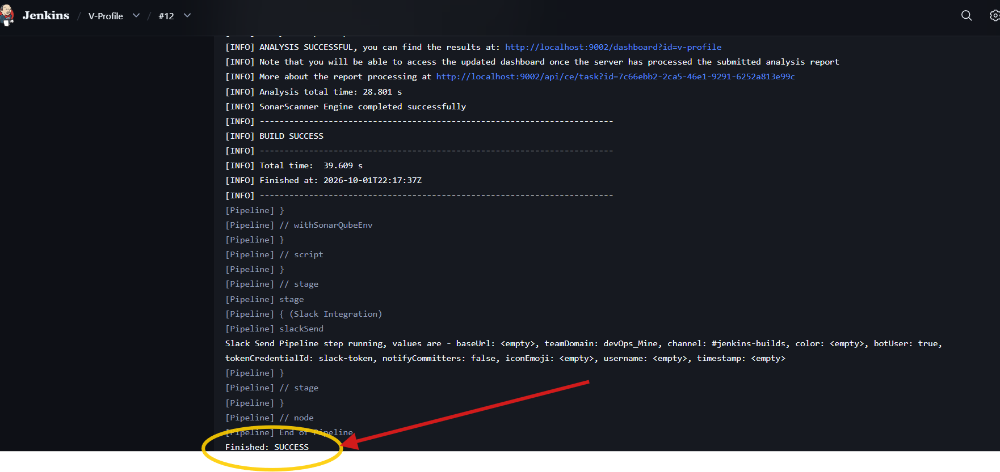 Jenkins / V-Profile / #12
[INFO] ANALYSIS SUCCESSFUL, you can find the results at: http://localhost:9002/dashboard?id=v-profile
[INFO] Note that you will be able to access the updated dashboard once the server has processed the submitted analysis report
[INFO] More about the report processing at http://localhost:9002/api/ce/task?id=7c66ebb2-2ca5-46e1-9291-6252a813e99c
[INFO] Analysis total time: 28.801 s
[INFO] SonarScanner Engine completed successfully
[INFO] ------------------------------------------------------------------------
[INFO] BUILD SUCCESS
[INFO] ------------------------------------------------------------------------
[INFO] Total time:  39.609 s
[INFO] Finished at: 2026-10-01T22:17:37Z
[INFO] ------------------------------------------------------------------------
[Pipeline] }
[Pipeline] // withSonarQubeEnv
[Pipeline] }
[Pipeline] // script
[Pipeline] }
[Pipeline] // stage
[Pipeline] stage
[Pipeline] { (Slack Integration)
[Pipeline] slackSend
Slack Send Pipeline step running, values are - baseUrl: <empty>, teamDomain: devOps_Mine, channel: #jenkins-builds, color: <empty>, botUser: true,
tokenCredentialId: slack-token, notifyCommitters: false, iconEmoji: <empty>, username: <empty>, timestamp: <empty>
[Pipeline] }
[Pipeline] // stage
[Pipeline] }
[Pipeline] // node
[Pipeline] End of Pipeline
Finished: SUCCESS